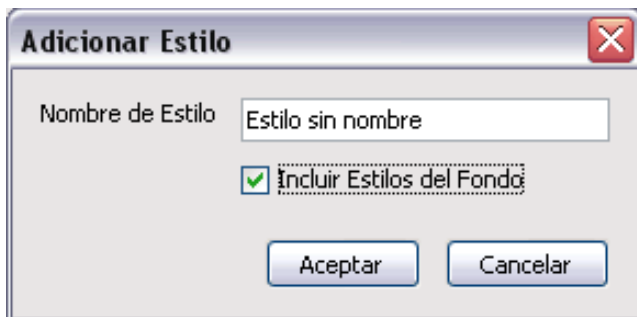 Adicionar Estilo
Nombre de Estilo Estilo sin nombre
Incluir Estilos del Fondo
Aceptar Cancelar